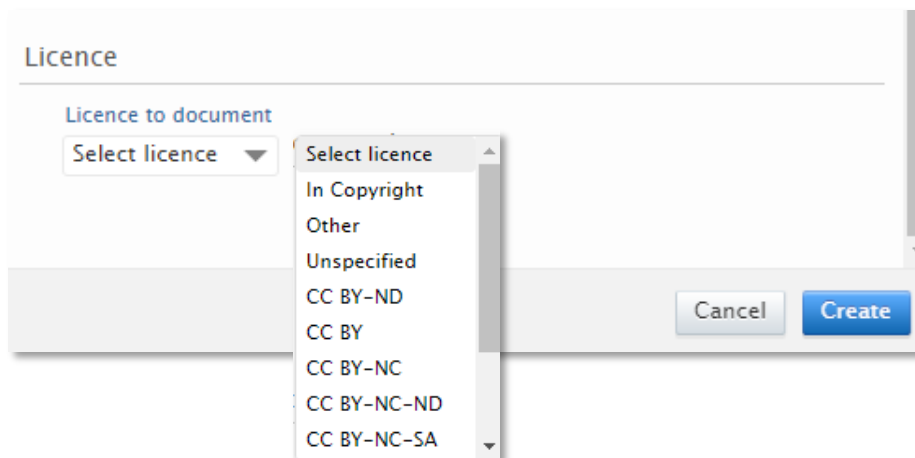 Licence
Licence to document
Select licence
Select licence
In Copyright
Other
Unspecified
CC BY-ND
CC BY
CC BY-NC
CC BY-NC-ND
CC BY-NC-SA
Cancel
Create